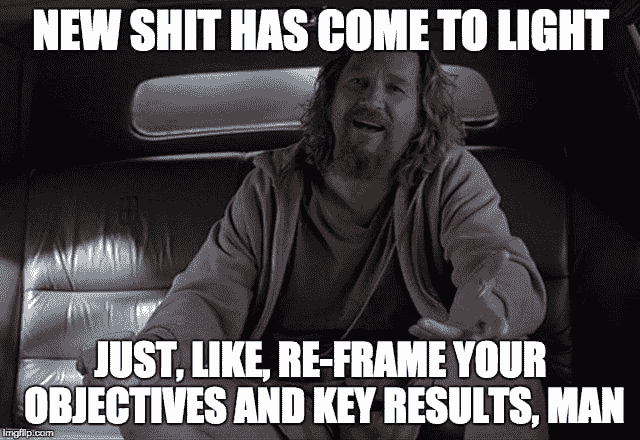 NEW SHIT HAS COME TO LIGHT
JUST, LIKE, RE-FRAME YOUR
OBJECTIVES AND KEY RESULTS, MAN
imgflip.com